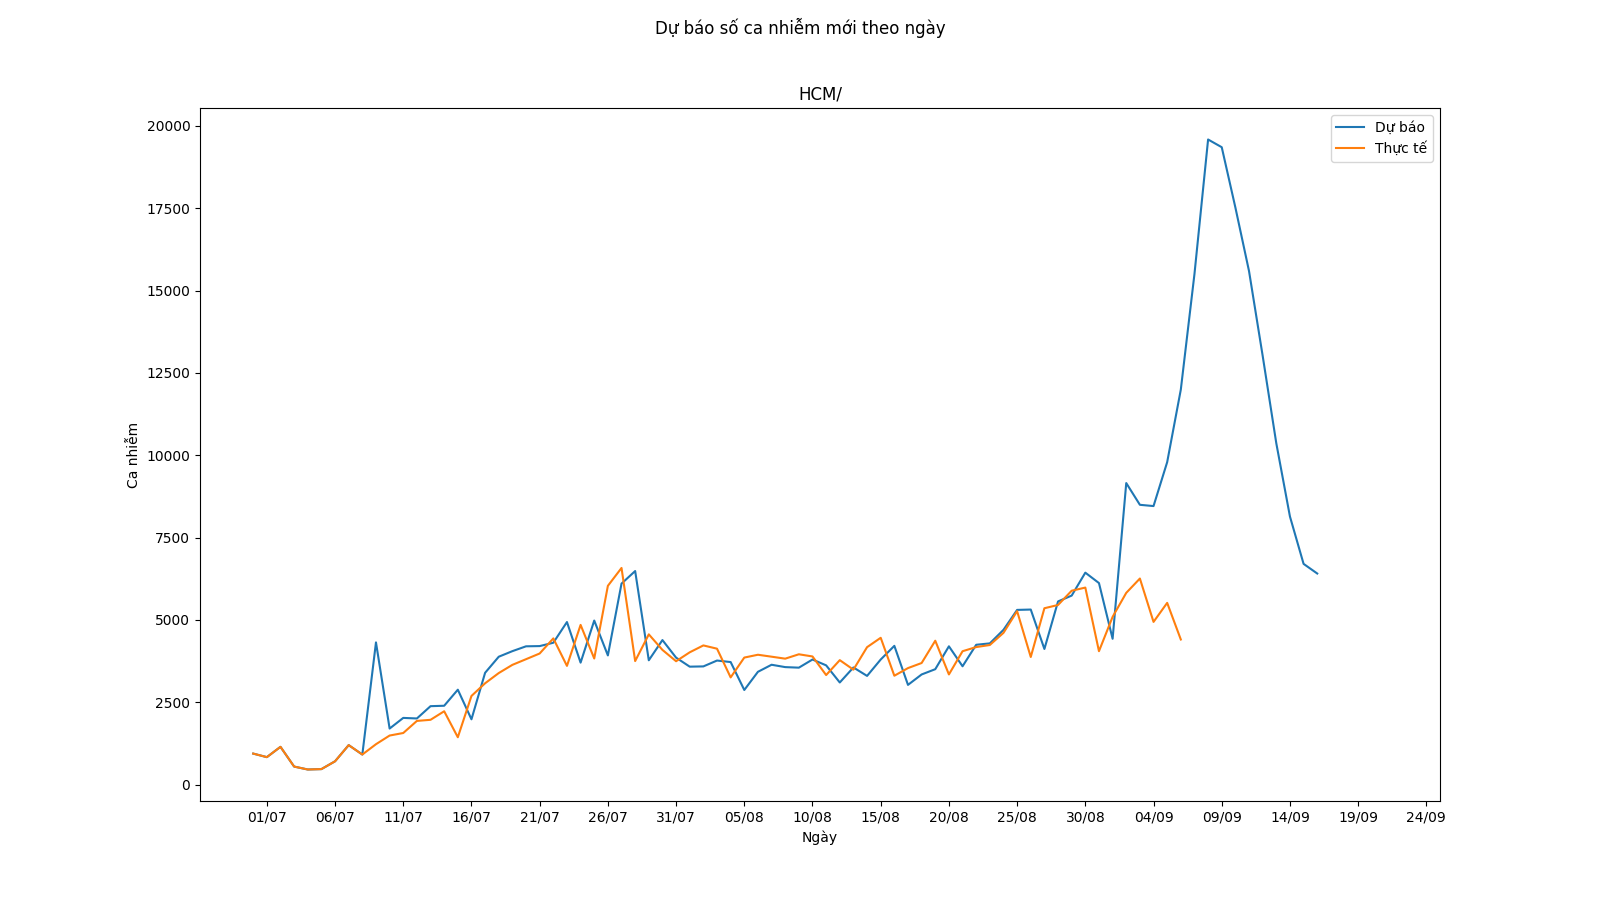 Dự báo số ca nhiễm mới theo ngày
HCM/
Dự báo
Thực tế
Ca nhiễm
20000
17500
15000
12500
10000
7500
5000
2500
0
01/07 06/07 11/07 16/07 21/07 26/07 31/07 05/08 10/08 15/08 20/08 25/08 30/08 04/09 09/09 14/09 19/09 24/09
Ngày